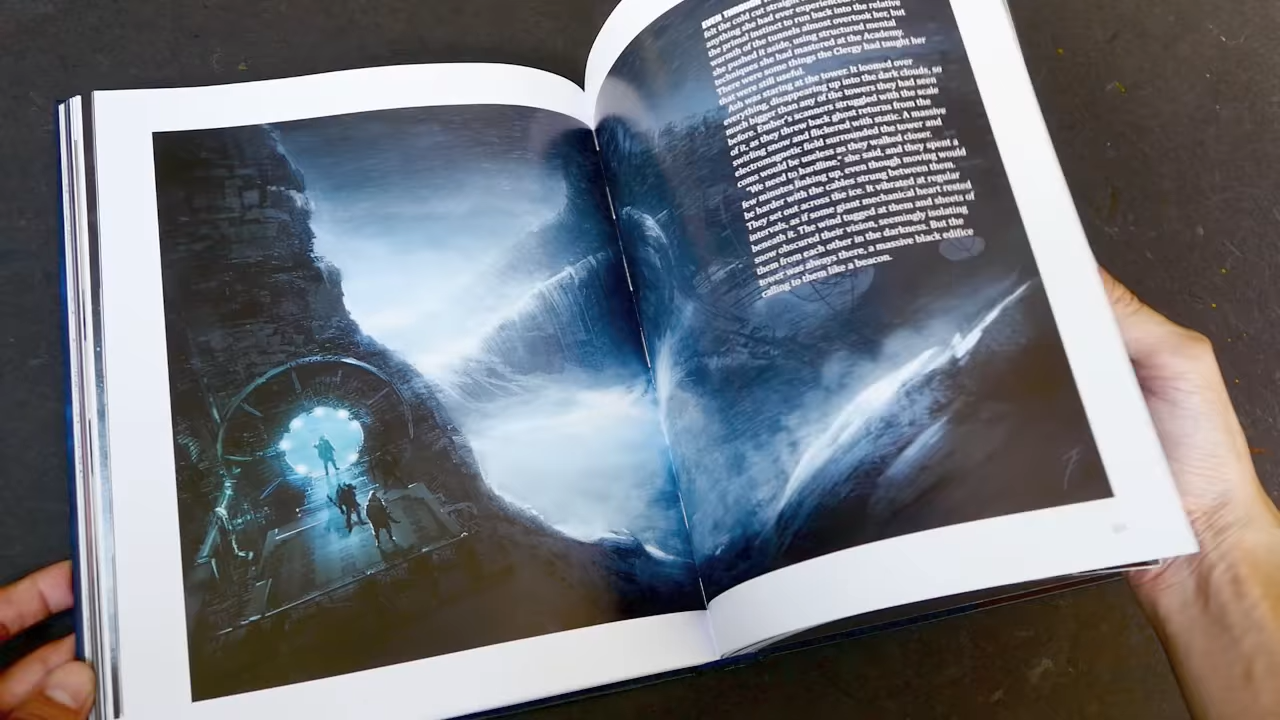 EVEN THROUGH
felt the cold cut straight
anything she had ever experienced
the primal instinct to run back into the relative
warmth of the tunnels almost overtook her, but
she pushed it aside, using structured mental
techniques she had mastered at the Academy.
There were some things the Clergy had taught her
that were still useful.
Ash was staring at the tower. It loomed over
everything, disappearing up into the dark clouds, so
much bigger than any of the towers they had seen
before. Ember's scanners struggled with the scale
of it, as they threw back ghost returns from the
swirling snow and flickered with static. A massive
electromagnetic field surrounded the tower and
coms would be useless as they walked closer.
"We need to hardline," she said, and they spent a
few minutes linking up, even though moving would
be harder with the cables strung between them.
They set out across the ice. It vibrated at regular
intervals, as if some giant mechanical heart rested
beneath it. The wind tugged at them and sheets of
snow obscured their vision, seemingly isolating
them from each other in the darkness. But the
tower was always there, a massive black edifice
calling to them like a beacon.